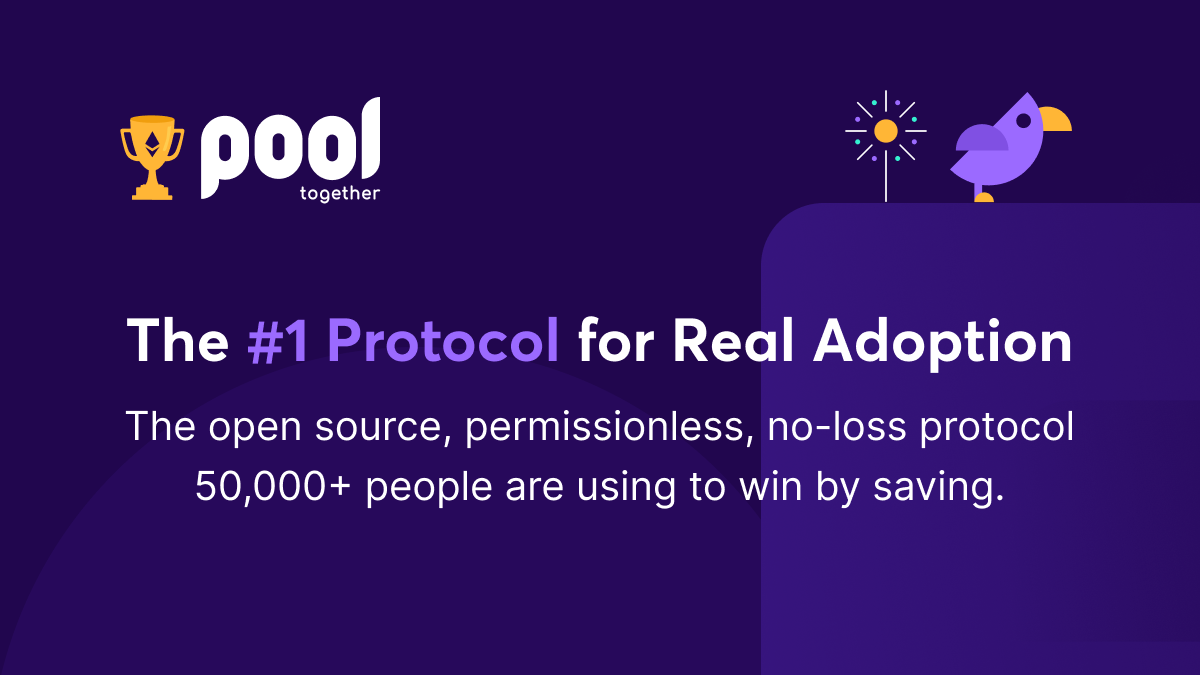 pool
together
The #1 Protocol for Real Adoption
The open source, permissionless, no-loss protocol
50,000+ people are using to win by saving.